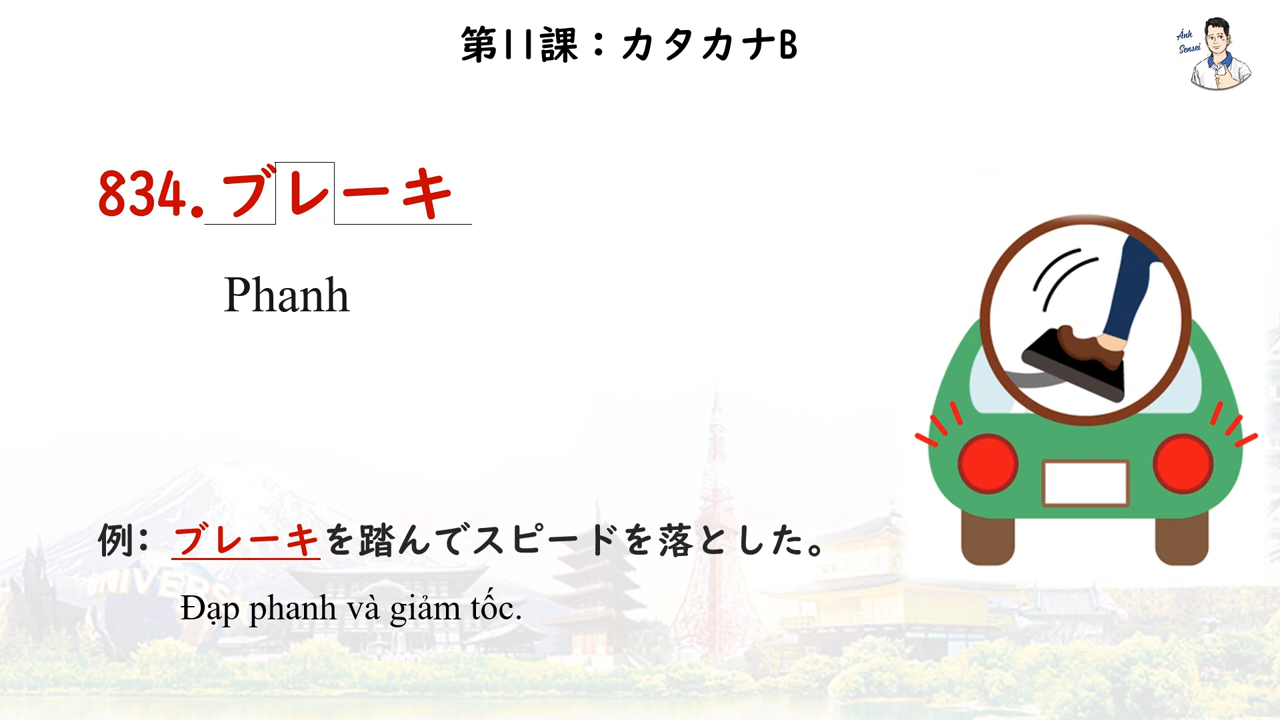 第11課：カタカナB
Anh
Sensei
834. ブレーキ
Phanh
例：ブレーキを踏んでスピードを落とした。
Đạp phanh và giảm tốc.
UNIVERS